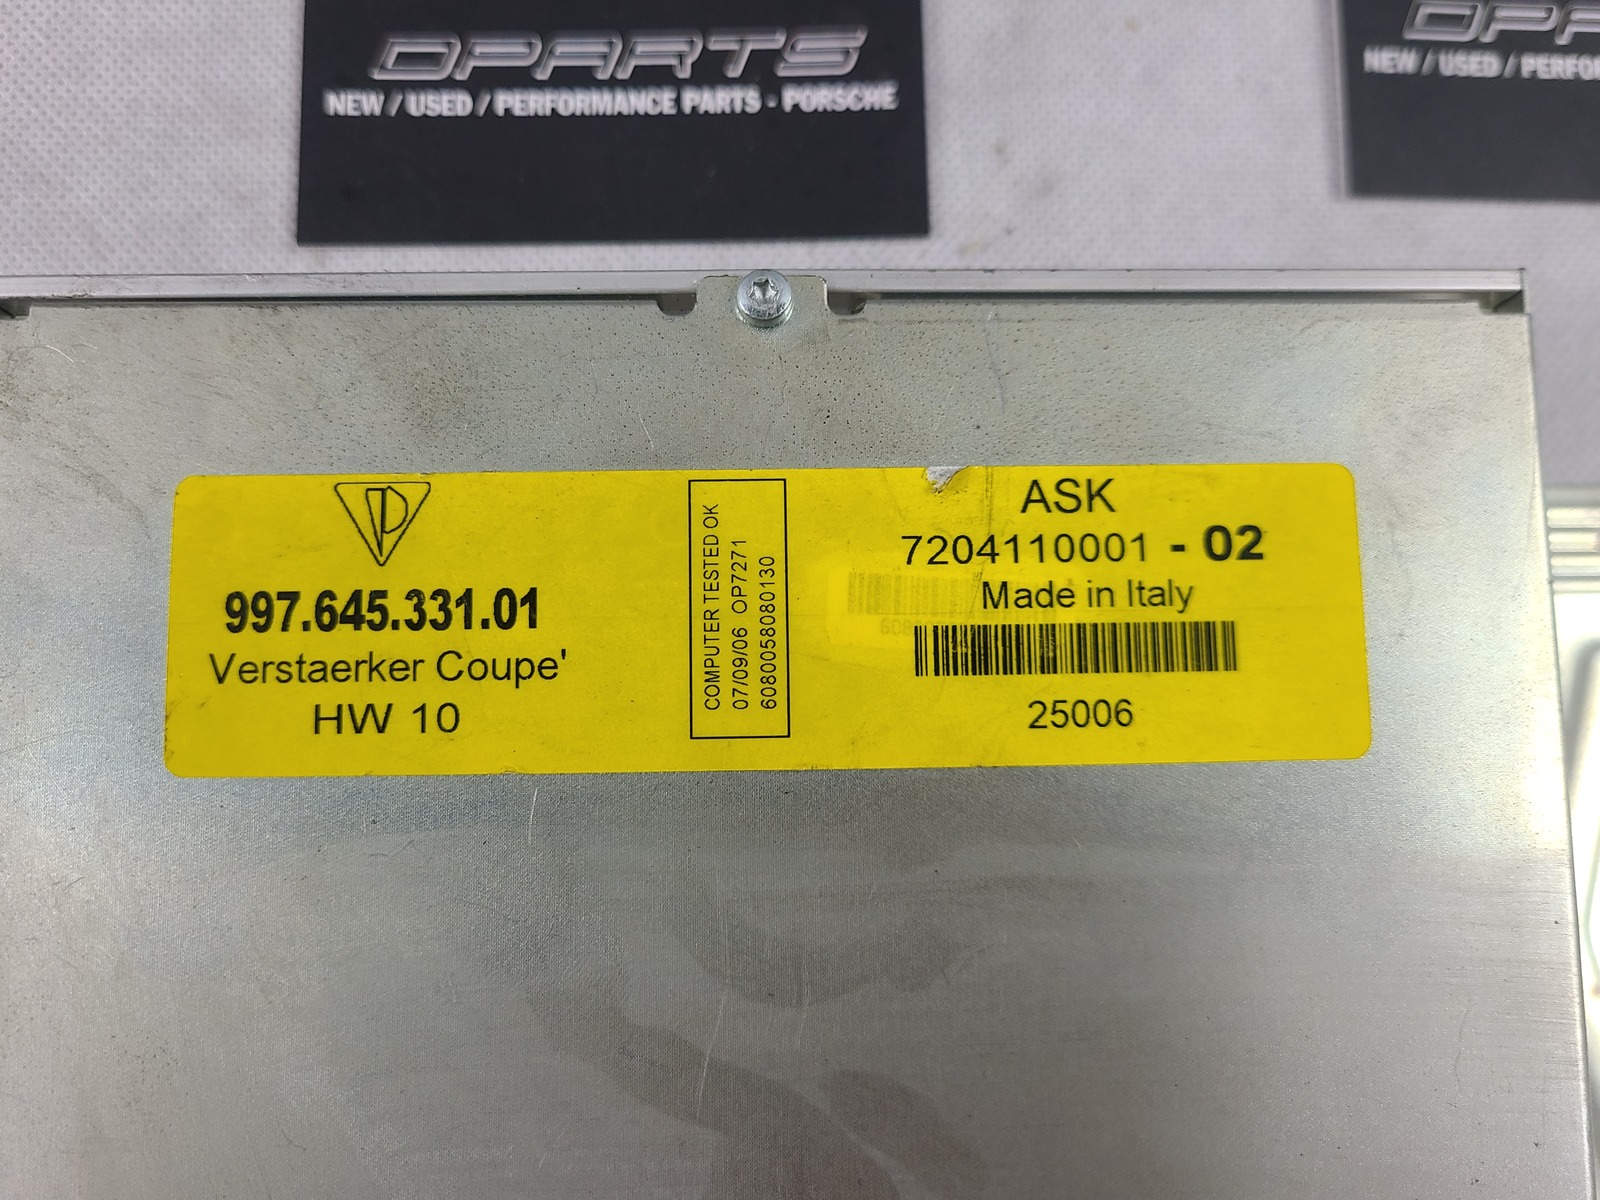 DPARTS
NEW / USED / PERFORMANCE PARTS - PORSCHE
NEW / USED /
997.645.331.01
Verstaerker Coupe'
HW 10
COMPUTER TESTED OK
07/09/06 OP7271
6080058080130
ASK
7204110001 - 02
Made in Italy
25006